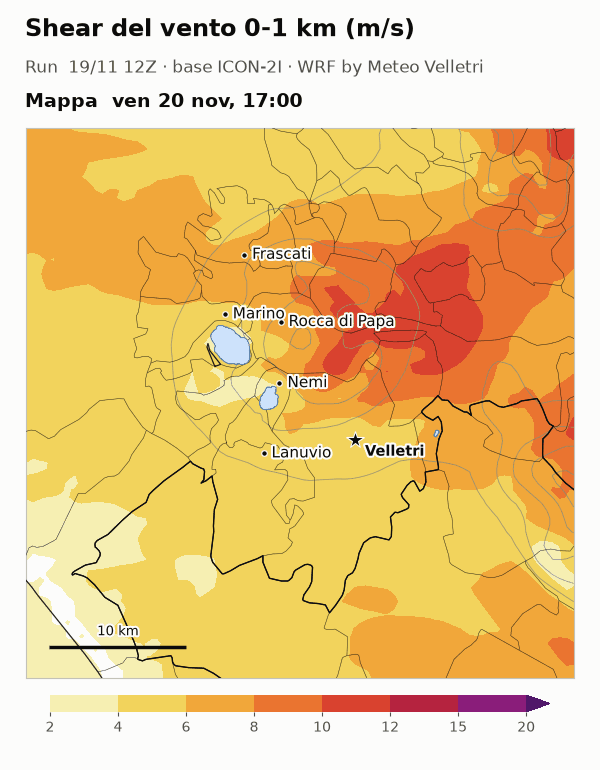 Shear del vento 0-1 km (m/s)
Run  19/11 12Z · base ICON-2I · WRF by Meteo Velletri
Mappa  ven 20 nov, 17:00
Frascati
Marino
Rocca di Papa
Nemi
Velletri
Lanuvio
10 km
2 4 6 8 10 12 15 20